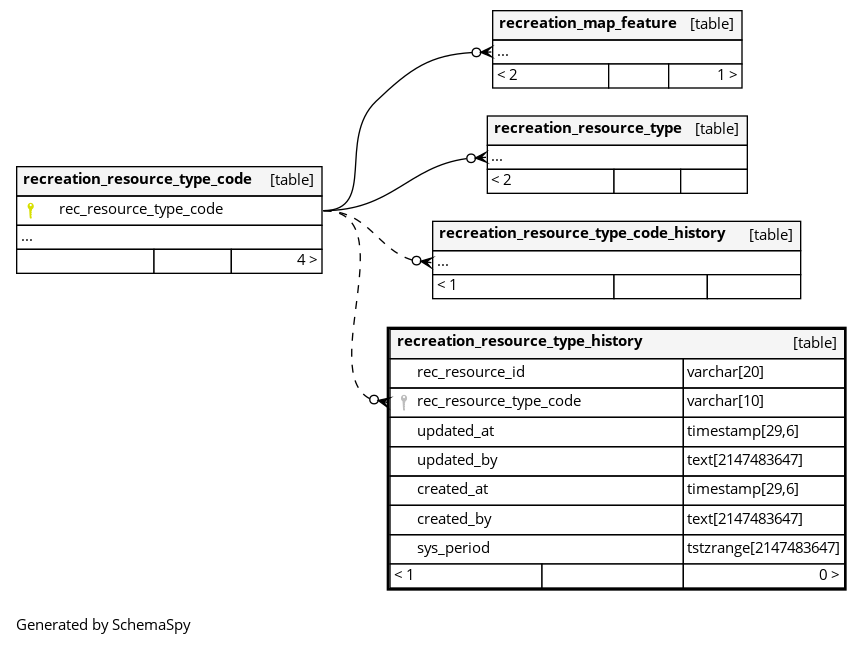 recreation_map_feature [table]
...
< 2 1 >
recreation_resource_type [table]
...
< 2
recreation_resource_type_code [table]
rec_resource_type_code
...
4 >
recreation_resource_type_code_history [table]
...
< 1
recreation_resource_type_history [table]
rec_resource_id varchar[20]
rec_resource_type_code varchar[10]
updated_at timestamp[29,6]
updated_by text[2147483647]
created_at timestamp[29,6]
created_by text[2147483647]
sys_period tstzrange[2147483647]
< 1 0 >
Generated by SchemaSpy